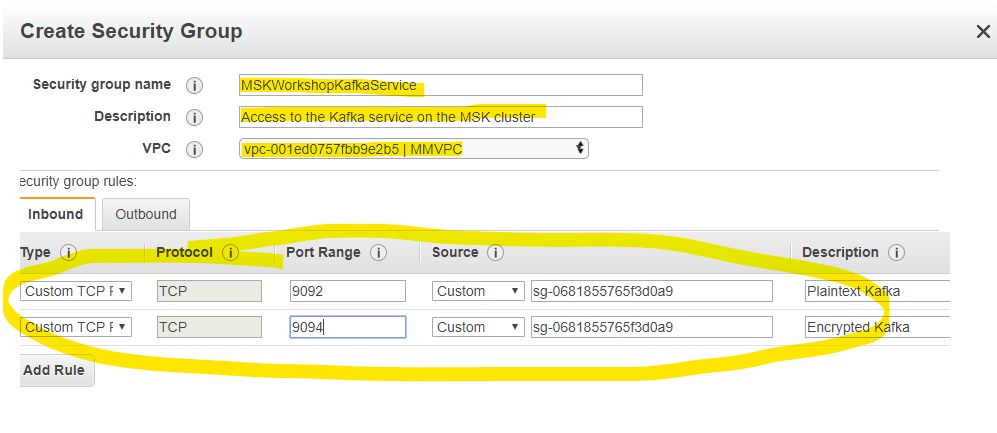 Create Security Group
Security group name MSKWorkshopKafkaService
Description Access to the Kafka service on the MSK cluster
VPC vpc-001ed0757fbb9e2b5 | MMVPC
ecurity group rules:
Inbound Outbound
Type Protocol Port Range Source Description
Custom TCP F TCP 9092 Custom sg-0681855765f3d0a9 Plaintext Kafka
Custom TCP F TCP 9094 Custom sg-0681855765f3d0a9 Encrypted Kafka
Add Rule